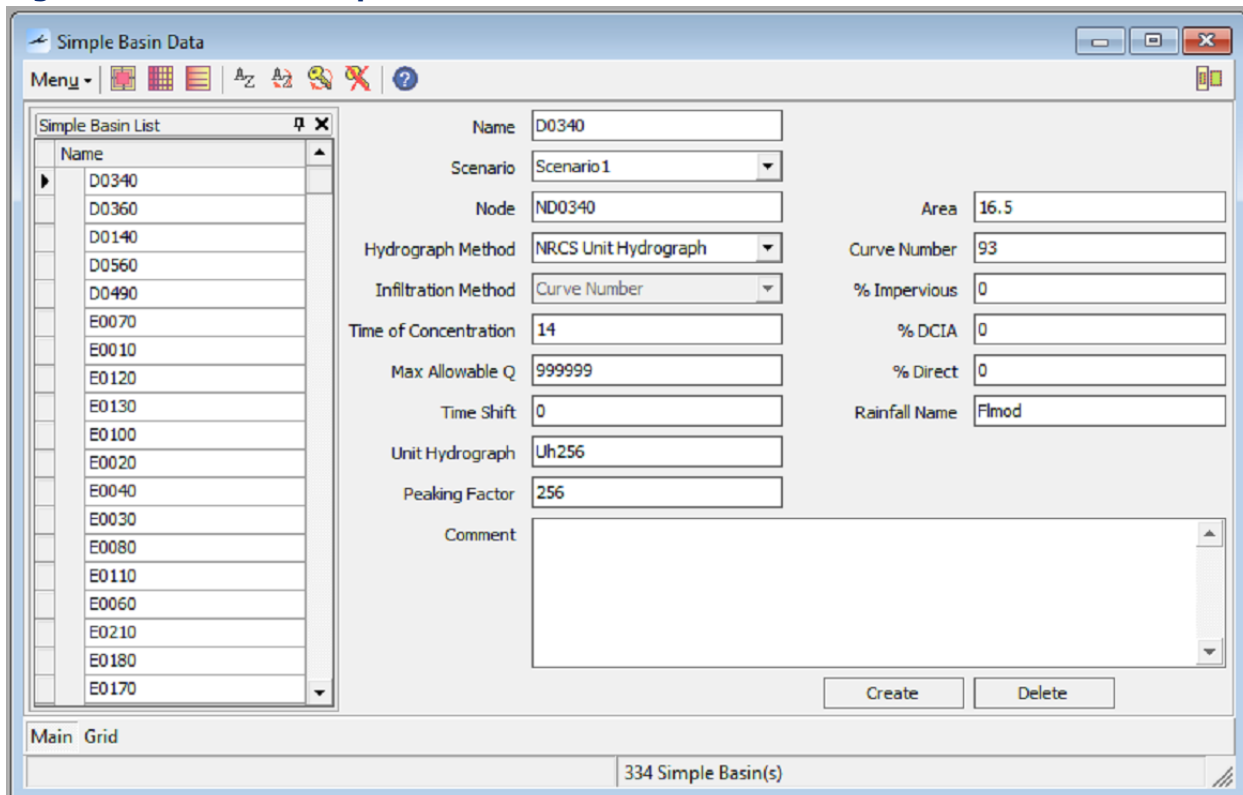 Simple Basin Data
Menu
Simple Basin List
Name
D0340
D0360
D0140
D0560
D0490
E0070
E0010
E0120
E0130
E0100
E0020
E0040
E0030
E0080
E0110
E0060
E0210
E0180
E0170
Name D0340
Scenario Scenario1
Node ND0340
Hydrograph Method NRCS Unit Hydrograph
Infiltration Method Curve Number
Time of Concentration 14
Max Allowable Q 999999
Time Shift 0
Unit Hydrograph Uh256
Peaking Factor 256
Comment
Area 16.5
Curve Number 93
% Impervious 0
% DCIA 0
% Direct 0
Rainfall Name Flmod
Create Delete
Main Grid
334 Simple Basin(s)